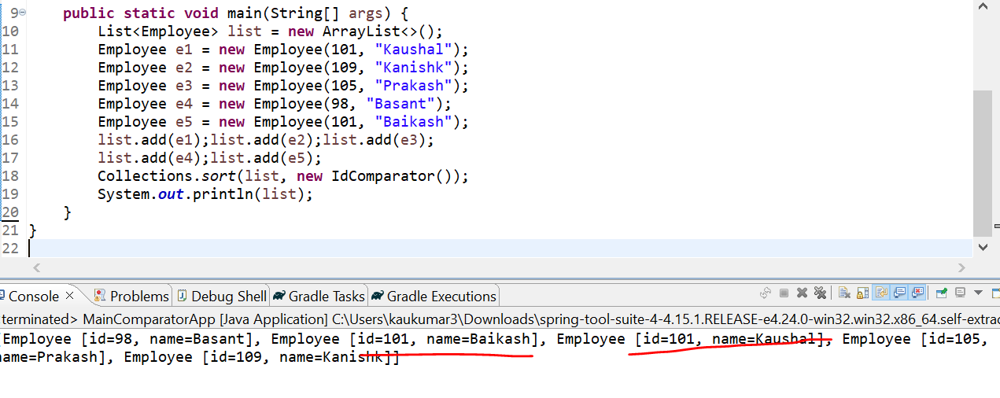 9 public static void main(String[] args) {
10 List<Employee> list = new ArrayList<>();
11 Employee e1 = new Employee(101, "Kaushal");
12 Employee e2 = new Employee(109, "Kanishk");
13 Employee e3 = new Employee(105, "Prakash");
14 Employee e4 = new Employee(98, "Basant");
15 Employee e5 = new Employee(101, "Baikash");
16 list.add(e1);list.add(e2);list.add(e3);
17 list.add(e4);list.add(e5);
18 Collections.sort(list, new IdComparator());
19 System.out.println(list);
20 }
21 }
22
Console Problems Debug Shell Gradle Tasks Gradle Executions
terminated> MainComparatorApp [Java Application] C:\Users\kaukumar3\Downloads\spring-tool-suite-4-4.15.1.RELEASE-e4.24.0-win32.win32.x86_64.self-extrac
[Employee [id=98, name=Basant], Employee [id=101, name=Baikash], Employee [id=101, name=Kaushal], Employee [id=105,
name=Prakash], Employee [id=109, name=Kanishk]]